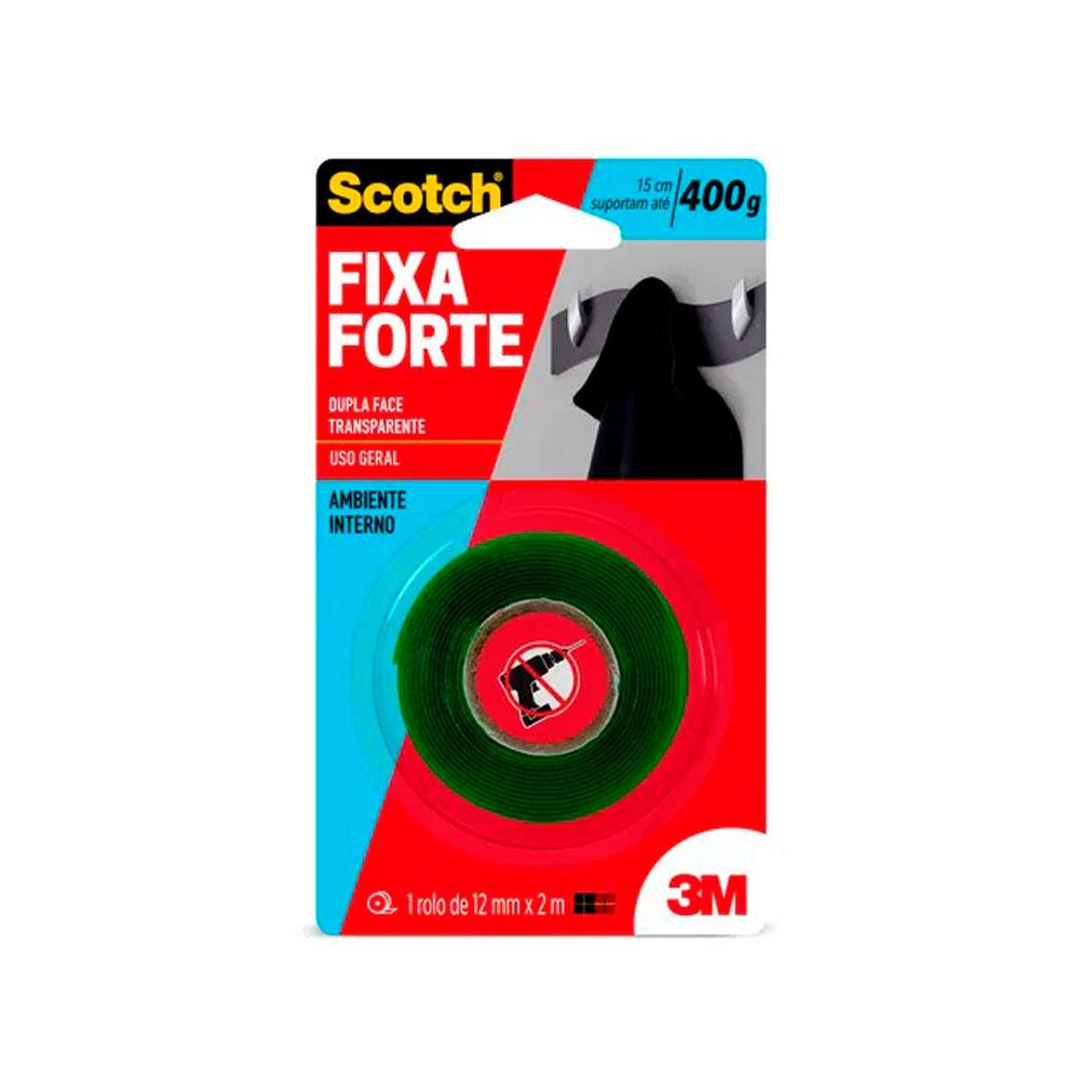 Scotch®
15 cm
suportam até
400g
FIXA
FORTE
DUPLA FACE
TRANSPARENTE
USO GERAL
AMBIENTE
INTERNO
1 rolo de 12 mm x 2 m
3M